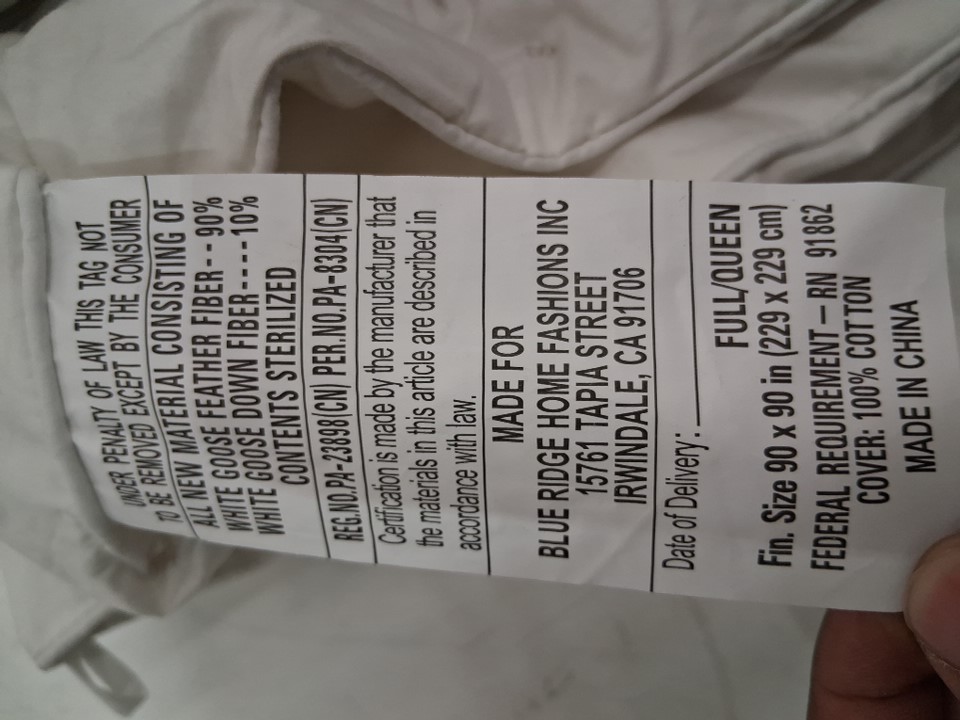 UNDER PENALTY OF LAW THIS TAG NOT
TO BE REMOVED EXCEPT BY THE CONSUMER
ALL NEW MATERIAL CONSISTING OF
WHITE GOOSE FEATHER FIBER--90%
WHITE GOOSE DOWN FIBER----10%
CONTENTS STERILIZED
REG.NO.PA-23898(CN) PER.NO.PA-8304(CN)
Certification is made by the manufacturer that
the materials in this article are described in
accordance with law.
MADE FOR
BLUE RIDGE HOME FASHIONS INC
15761 TAPIA STREET
IRWINDALE, CA 91706
Date of Delivery:
FULL/QUEEN
Fin. Size 90 x 90 in (229 x 229 cm)
FEDERAL REQUIREMENT – RN 91862
COVER: 100% COTTON
MADE IN CHINA